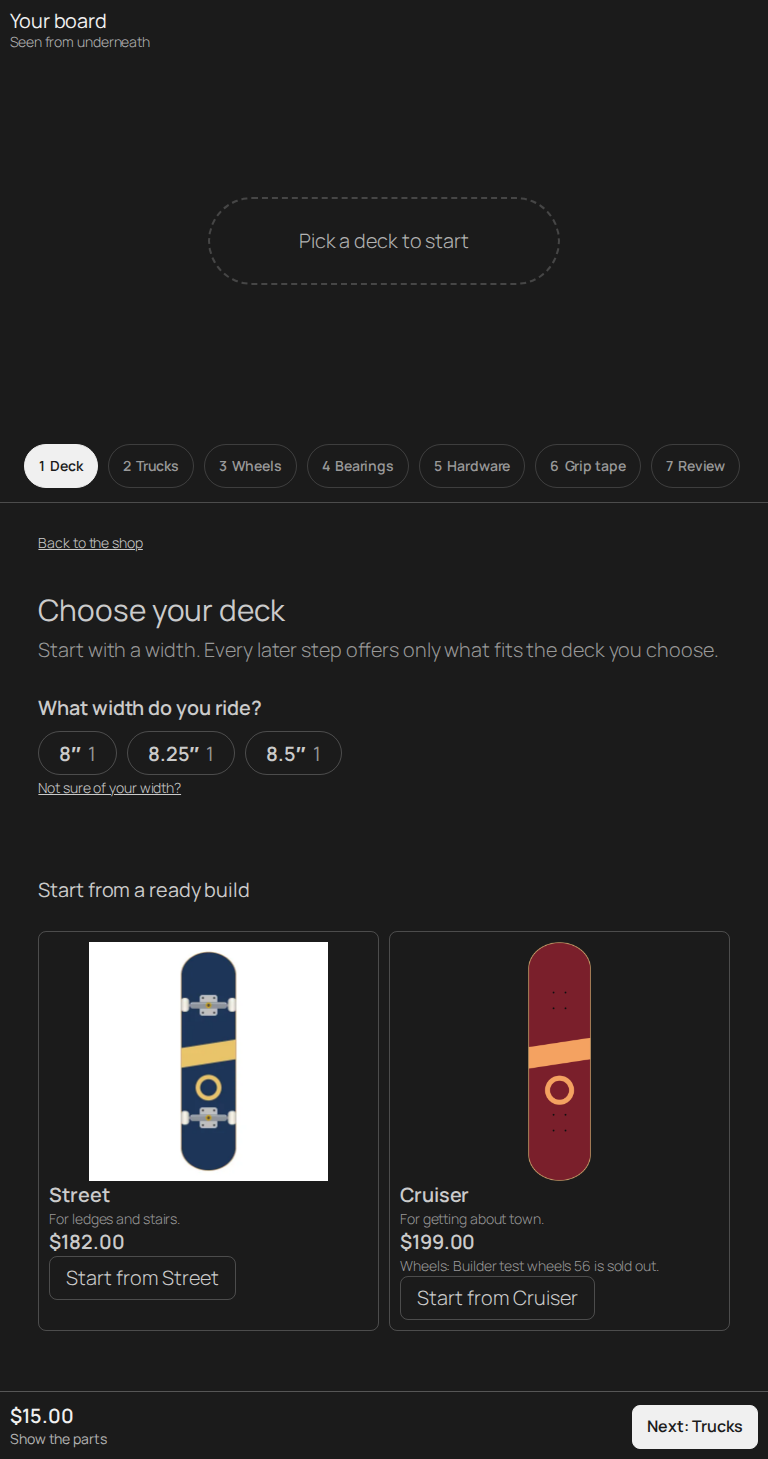 Your board
Seen from underneath
Pick a deck to start
1 Deck
2 Trucks
3 Wheels
4 Bearings
5 Hardware
6 Grip tape
7 Review
Back to the shop
Choose your deck
Start with a width. Every later step offers only what fits the deck you choose.
What width do you ride?
8″ 1
8.25″ 1
8.5″ 1
Not sure of your width?
Start from a ready build
Street
For ledges and stairs.
$182.00
Start from Street
Cruiser
For getting about town.
$199.00
Wheels: Builder test wheels 56 is sold out.
Start from Cruiser
$15.00
Show the parts
Next: Trucks